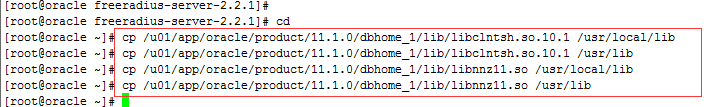 [root@oracle freeradius-server-2.2.1]#
[root@oracle freeradius-server-2.2.1]# cd
[root@oracle ~]# cp /u01/app/oracle/product/11.1.0/dbhome_1/lib/libclntsh.so.10.1 /usr/local/lib
[root@oracle ~]# cp /u01/app/oracle/product/11.1.0/dbhome_1/lib/libclntsh.so.10.1 /usr/lib
[root@oracle ~]# cp /u01/app/oracle/product/11.1.0/dbhome_1/lib/libnnz11.so /usr/local/lib
[root@oracle ~]# cp /u01/app/oracle/product/11.1.0/dbhome_1/lib/libnnz11.so /usr/lib
[root@oracle ~]#